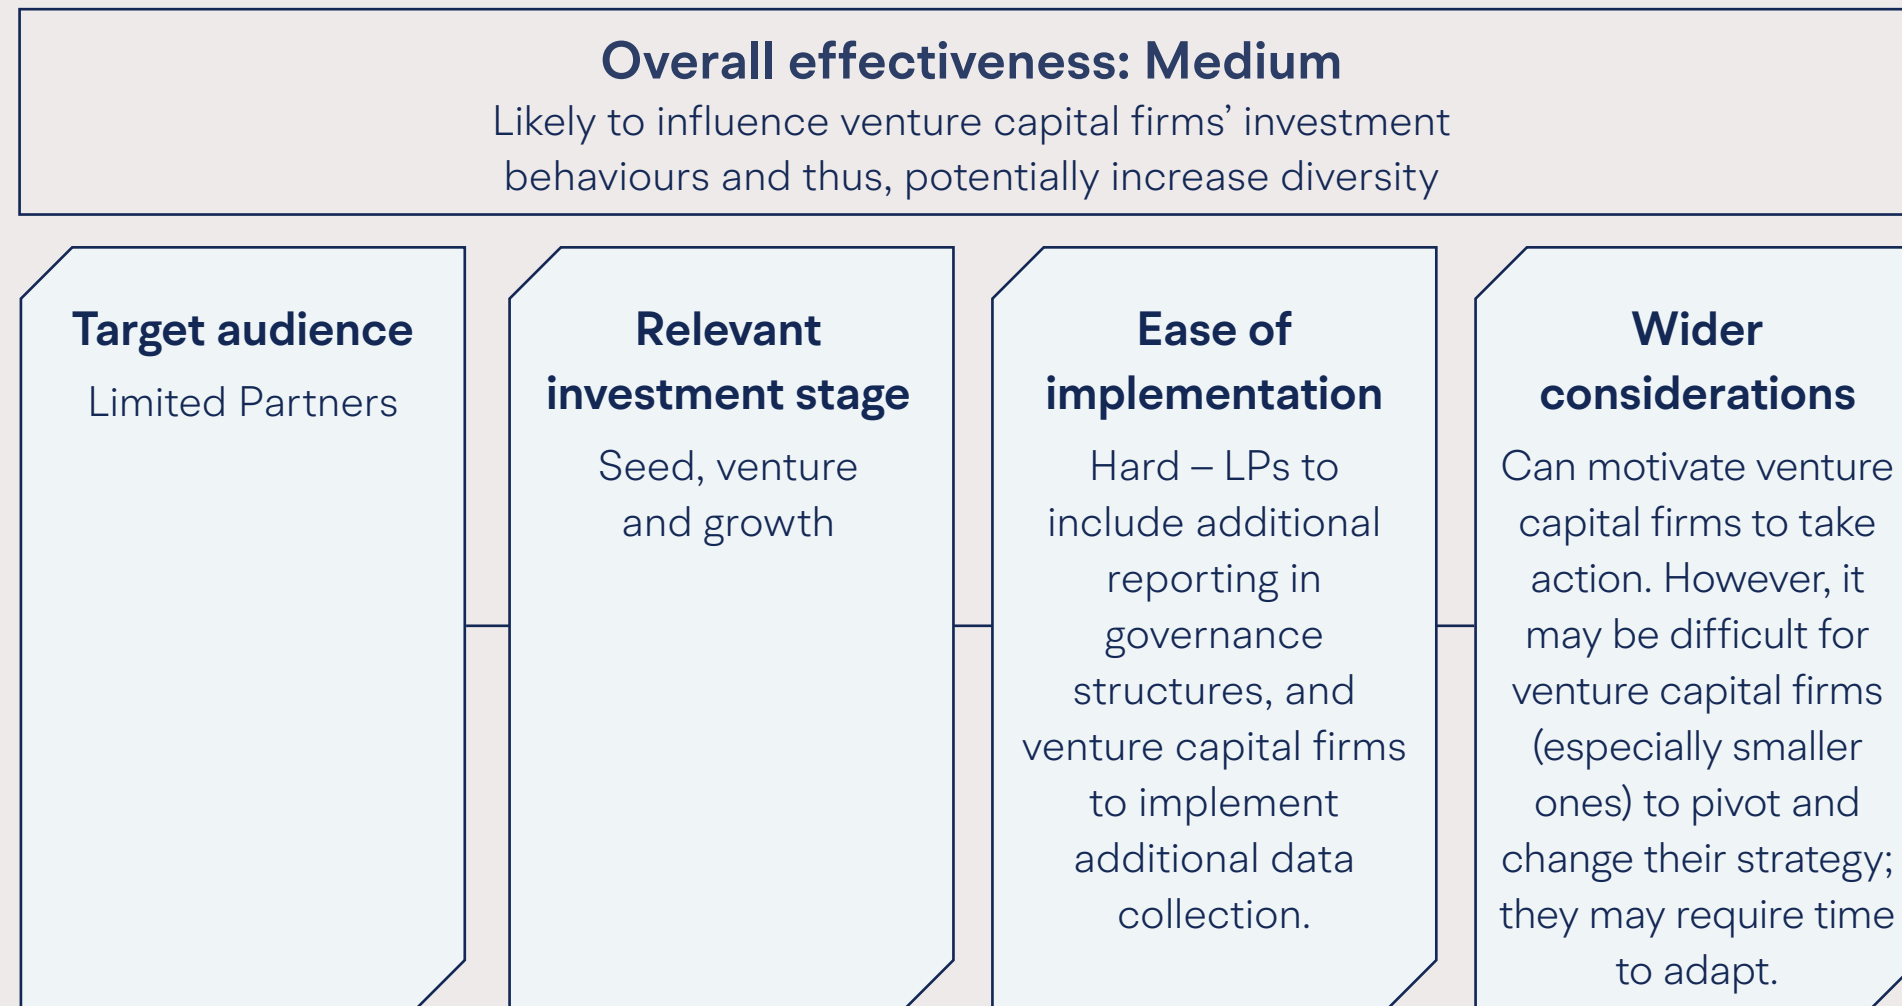 Overall effectiveness: Medium
Likely to influence venture capital firms’ investment
behaviours and thus, potentially increase diversity
Target audience
Limited Partners
Relevant
investment stage
Seed, venture
and growth
Ease of
implementation
Hard – LPs to
include additional
reporting in
governance
structures, and
venture capital firms
to implement
additional data
collection.
Wider
considerations
Can motivate venture
capital firms to take
action. However, it
may be difficult for
venture capital firms
(especially smaller
ones) to pivot and
change their strategy;
they may require time
to adapt.